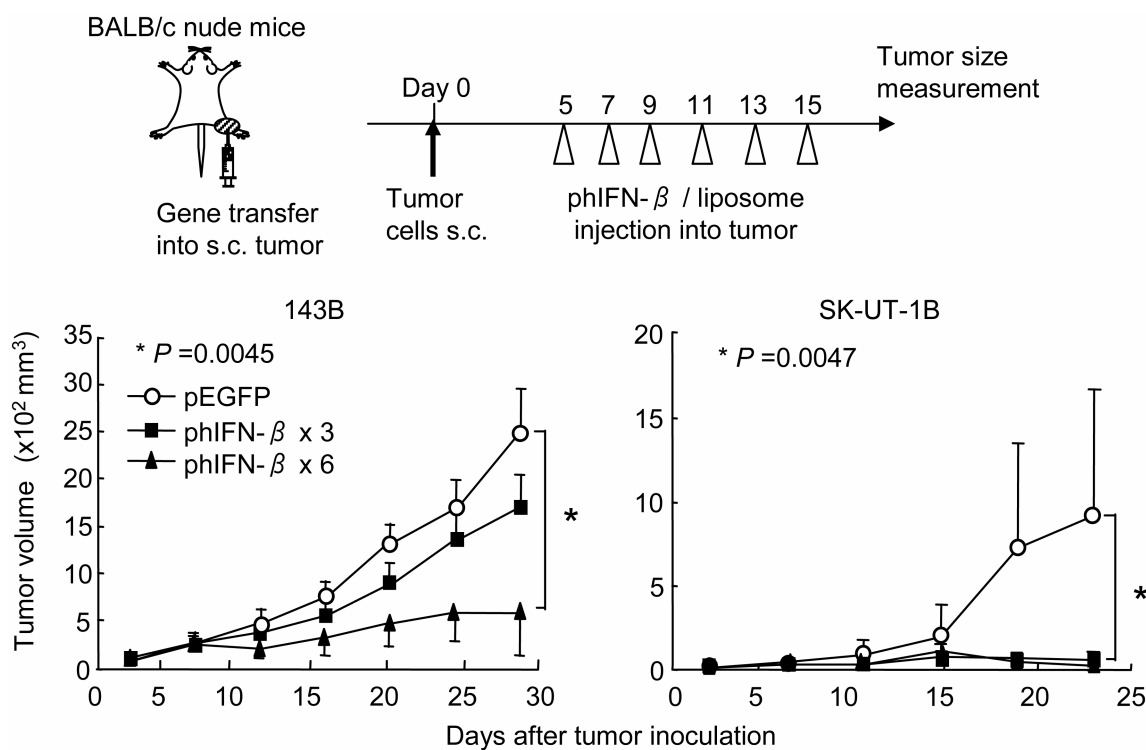 BALB/c nude mice
Gene transfer
into s.c. tumor
Day 0
Tumor
cells s.c.
5 7 9 11 13 15
phIFN-β / liposome
injection into tumor
Tumor size
measurement
143B
* P =0.0045
pEGFP
phIFN-β x 3
phIFN-β x 6
*
Tumor volume (x10² mm³)
35
30
25
20
15
10
5
0
0 5 10 15 20 25 30
SK-UT-1B
* P =0.0047
*
20
15
10
5
0
0 5 10 15 20 25
Days after tumor inoculation